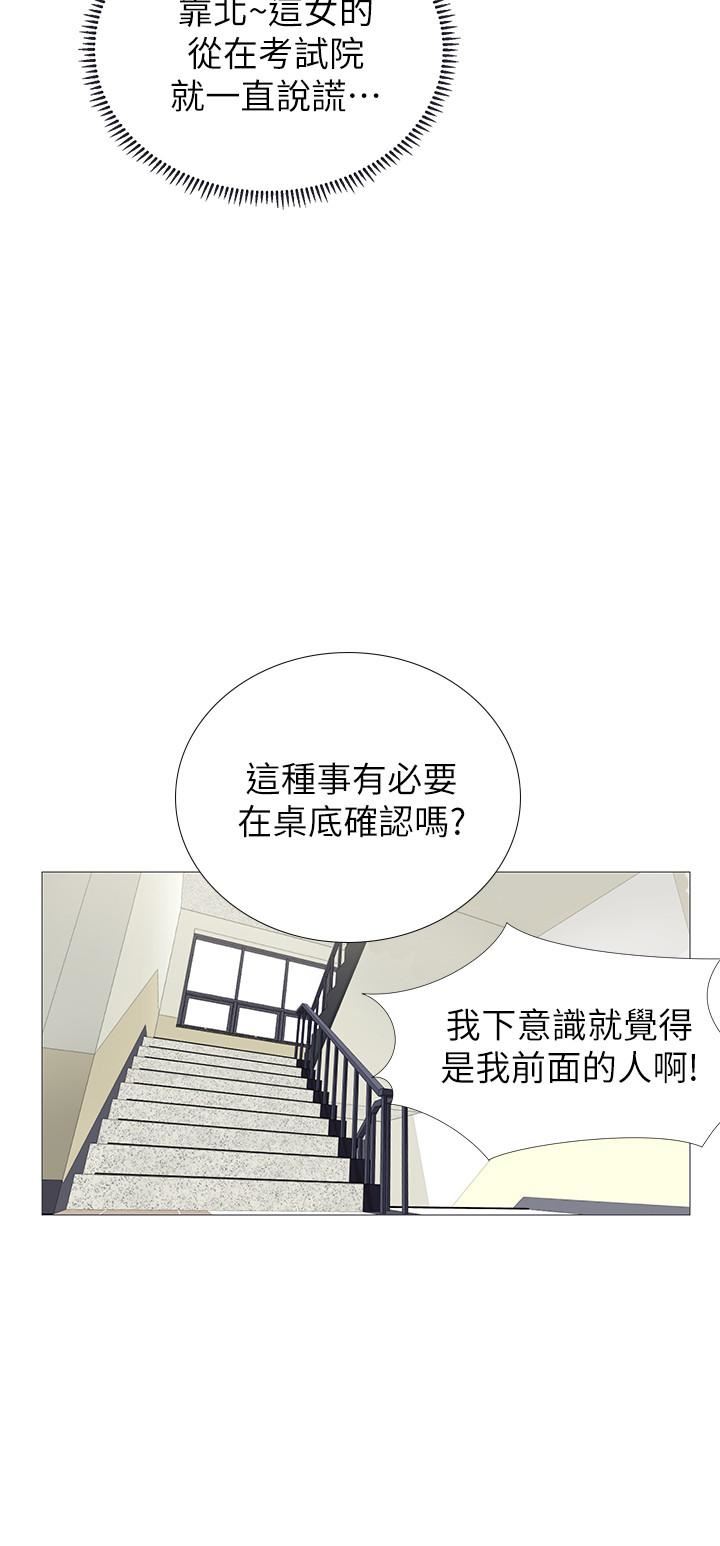 靠北~這女的
從在考試院
就一直說謊⋯
這種事有必要
在桌底確認嗎?
我下意識就覺得
是我前面的人啊!